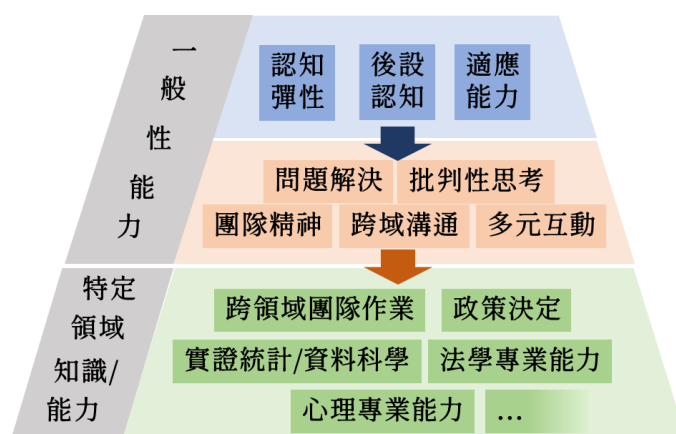 一般性能力
認知
彈性
後設
認知
適應
能力
問題解決
批判性思考
團隊精神
跨域溝通
多元互動
特定
領域
知識/
能力
跨領域團隊作業
政策決定
實證統計/資料科學
法學專業能力
心理專業能力
...